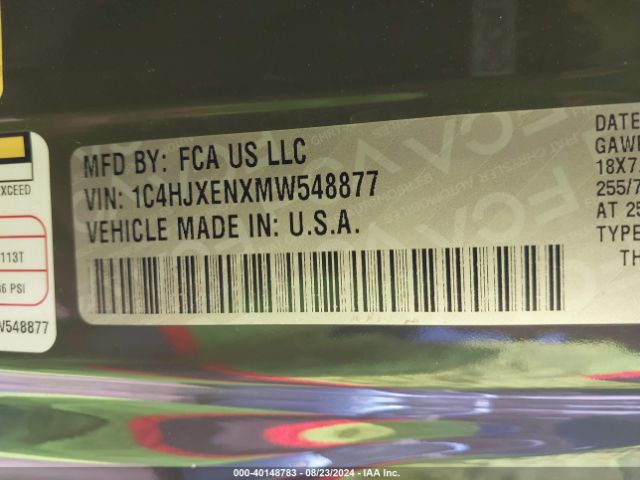 MFD BY: FCA US LLC
VIN: 1C4HJXENXMW548877
VEHICLE MADE IN: U.S.A.
DATE
GAWR
18X7.
255/7
AT 25
TYPE
TH
XCEED
113T
36 PSI
W548877
000-40148783 - 08/23/2024 - IAA Inc.